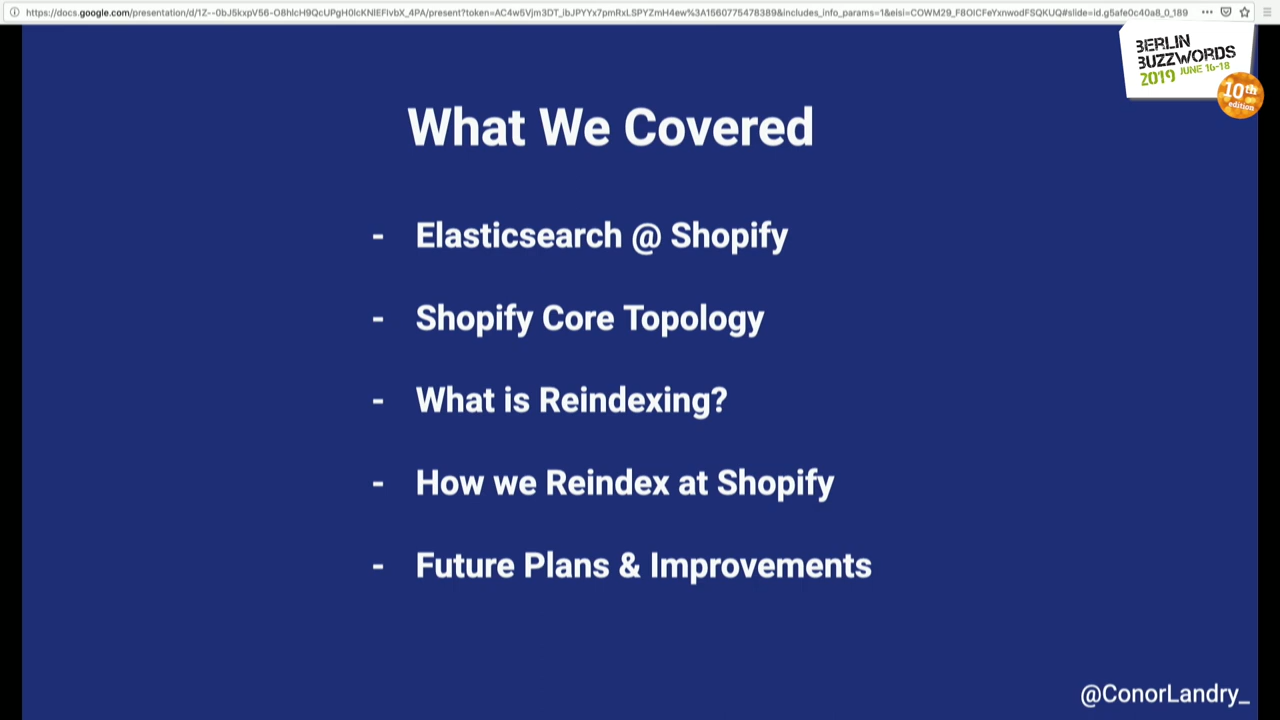 BERLIN
BUZZWORDS
2019 JUNE 16-18
10th
edition
What We Covered
- Elasticsearch @ Shopify
- Shopify Core Topology
- What is Reindexing?
- How we Reindex at Shopify
- Future Plans & Improvements
@ConorLandry_